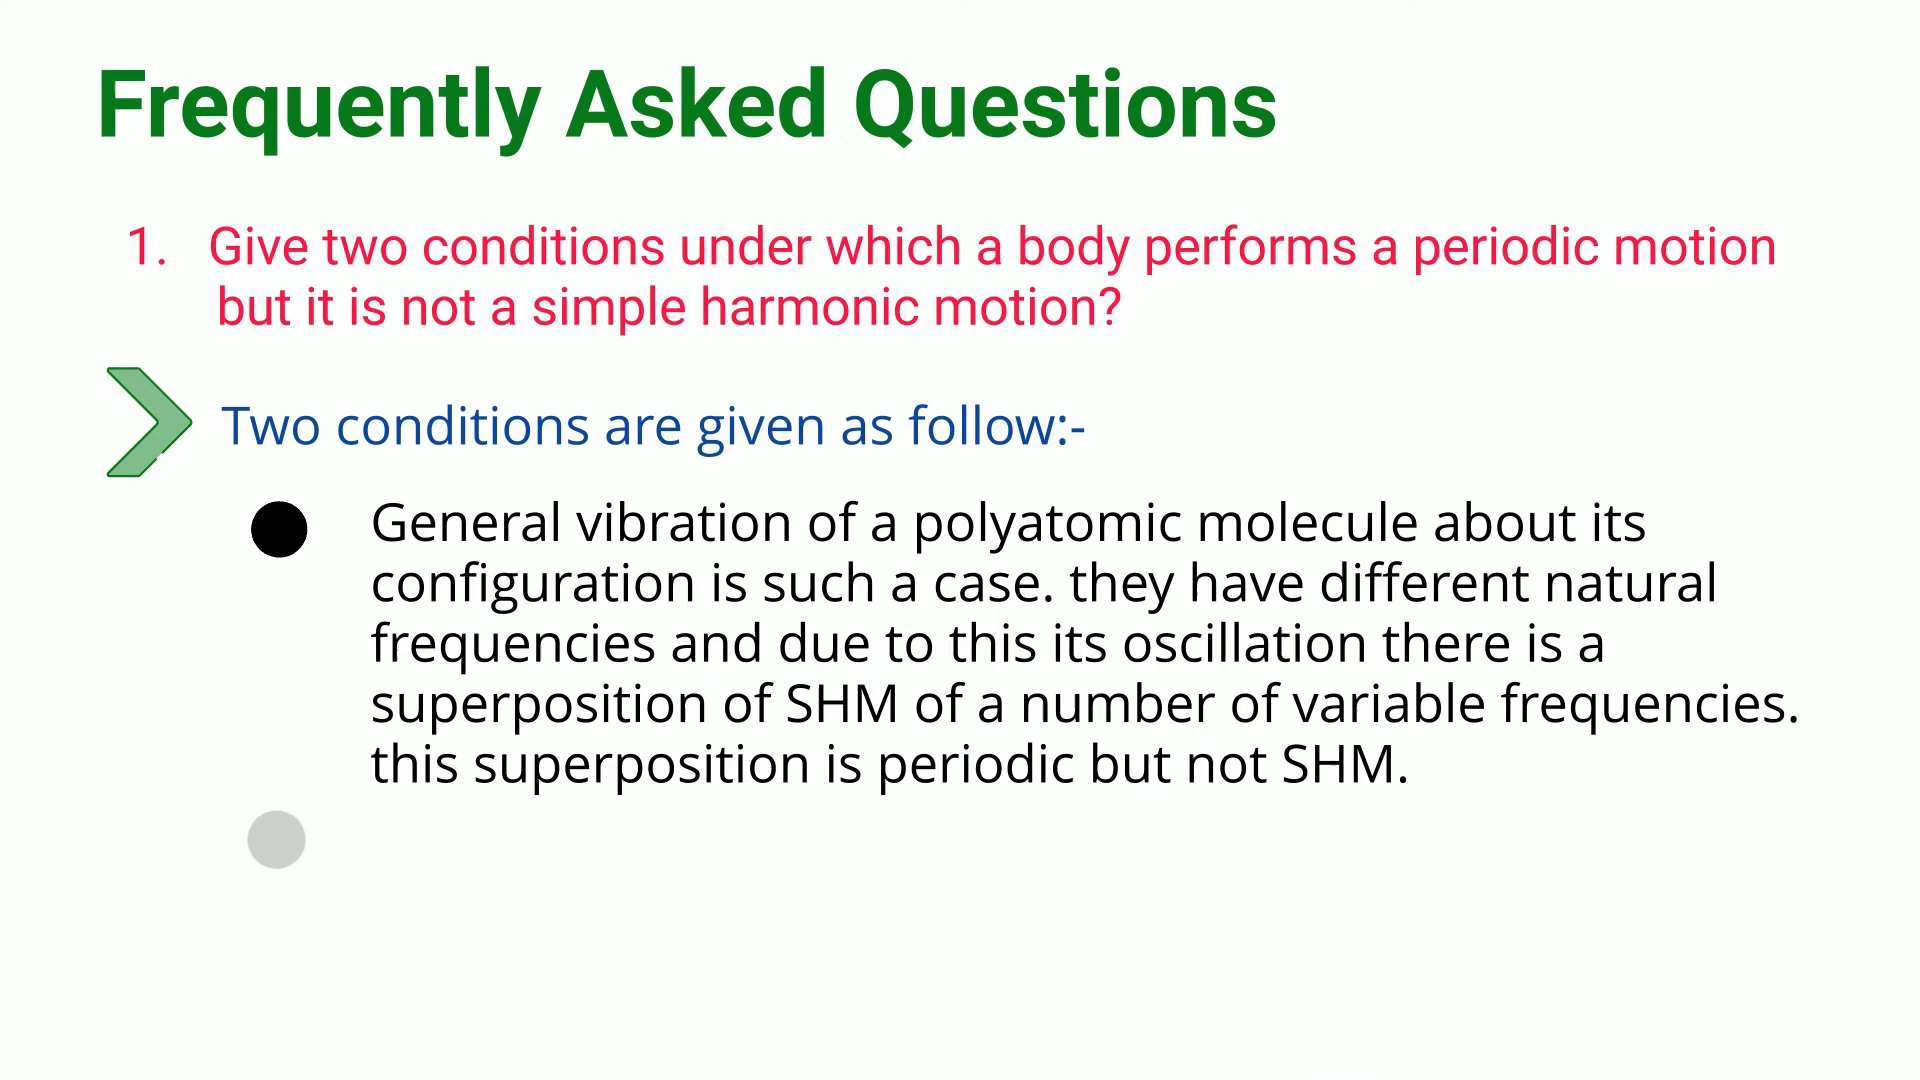 Frequently Asked Questions
1. Give two conditions under which a body performs a periodic motion
but it is not a simple harmonic motion?
Two conditions are given as follow:-
General vibration of a polyatomic molecule about its
configuration is such a case. they have different natural
frequencies and due to this its oscillation there is a
superposition of SHM of a number of variable frequencies.
this superposition is periodic but not SHM.